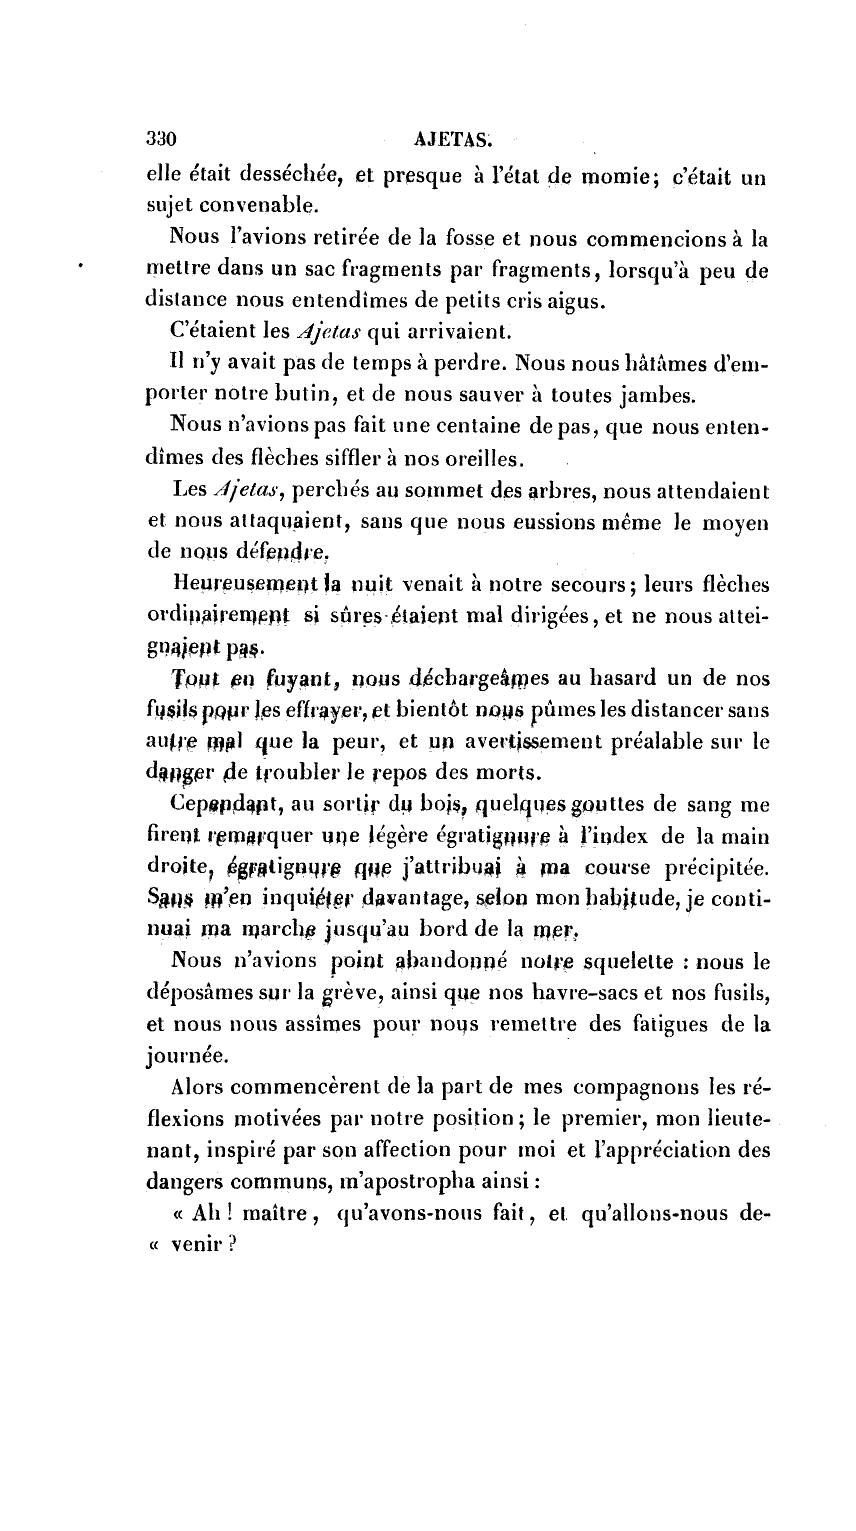 330 AJETAS.
elle était desséchée, et presque à l'état de momie; c'était un
sujet convenable.
Nous l'avions retirée de la fosse et nous commencions à la
mettre dans un sac fragments par fragments, lorsqu'à peu de
distance nous entendîmes de petits cris aigus.
C'étaient les Ajetas qui arrivaient.
Il n'y avait pas de temps à perdre. Nous nous hâtâmes d'em-
porter notre butin, et de nous sauver à toutes jambes.
Nous n'avions pas fait une centaine de pas, que nous enten-
dîmes des flèches siffler à nos oreilles.
Les Ajetas, perchés au sommet des arbres, nous attendaient
et nous attaquaient, sans que nous eussions même le moyen
de nous défendre.
Heureusement la nuit venait à notre secours; leurs flèches
ordinairement si sûres étaient mal dirigées, et ne nous attei-
gnaient pas.
Tout en fuyant, nous déchargeâmes au hasard un de nos
fusils pour les effrayer, et bientôt nous pûmes les distancer sans
autre mal que la peur, et un avertissement préalable sur le
danger de troubler le repos des morts.
Cependant, au sortir du bois, quelques gouttes de sang me
firent remarquer une légère égratignure à l'index de la main
droite, égratignure que j'attribuai à ma course précipitée.
Sans m'en inquiéter davantage, selon mon habitude, je conti-
nuai ma marche jusqu'au bord de la mer.
Nous n'avions point abandonné notre squelette : nous le
déposâmes sur la grève, ainsi que nos havre-sacs et nos fusils,
et nous nous assîmes pour nous remettre des fatigues de la
journée.
Alors commencèrent de la part de mes compagnons les ré-
flexions motivées par notre position; le premier, mon lieute-
nant, inspiré par son affection pour moi et l'appréciation des
dangers communs, m'apostropha ainsi :
« Ah ! maître, qu'avons-nous fait, et qu'allons-nous de-
« venir ?